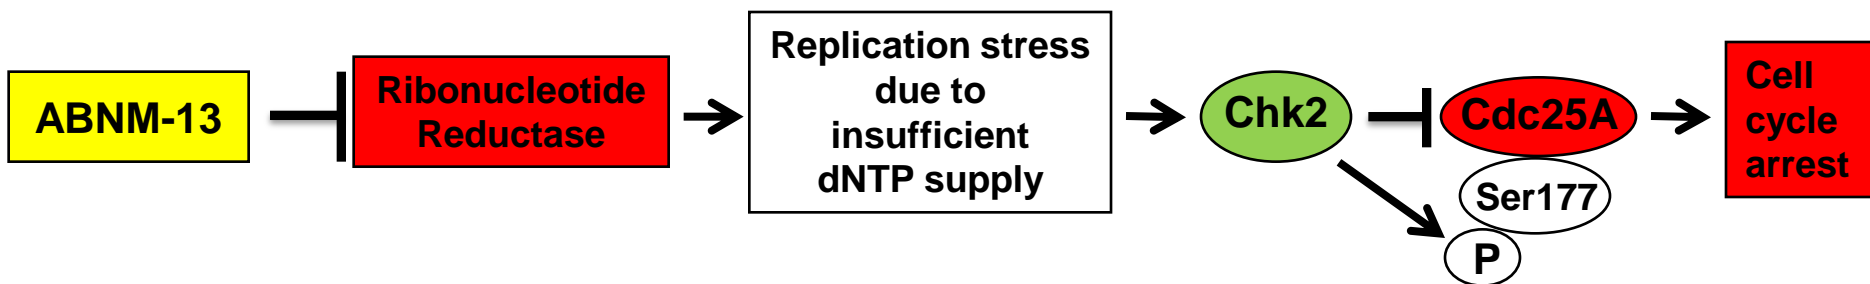 ABNM-13
Ribonucleotide
Reductase
Replication stress
due to
insufficient
dNTP supply
Chk2
Cdc25A
Ser177
P
Cell
cycle
arrest